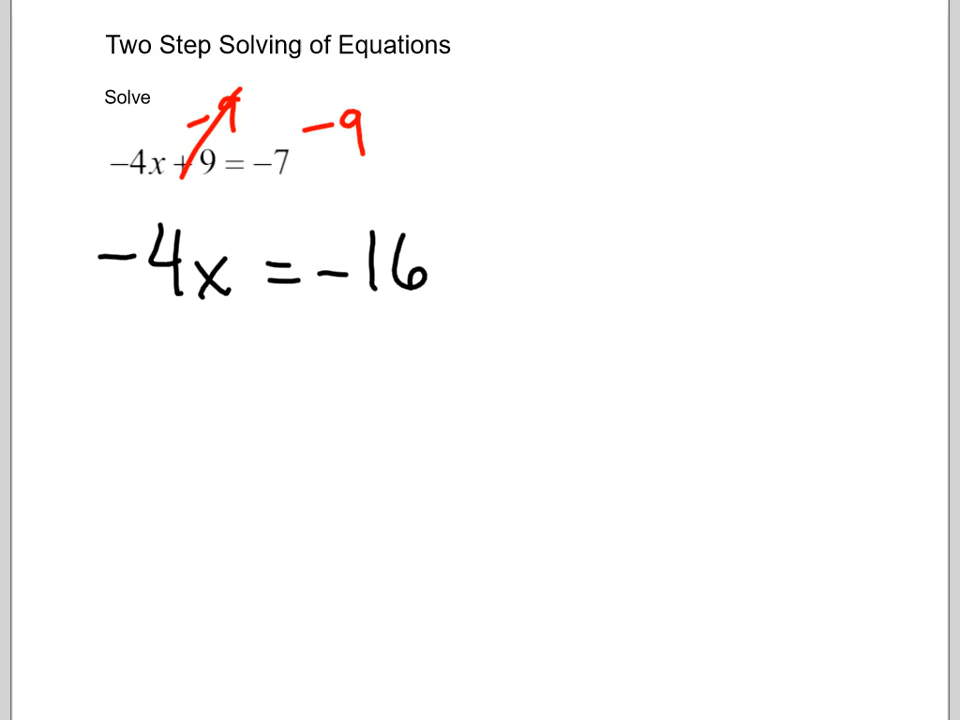 Two Step Solving of Equations
Solve
-9 -9
−4x + 9 = −7
-4x = -16